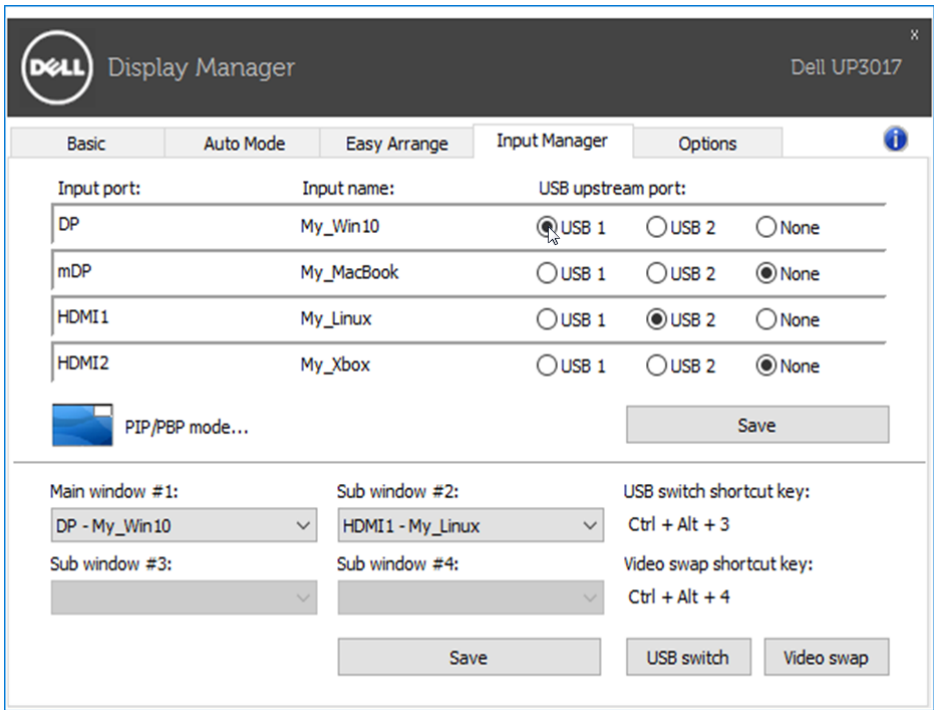 DELL Display Manager
x
Dell UP3017
Basic Auto Mode Easy Arrange Input Manager Options i
Input port: Input name: USB upstream port:
DP My_Win10 USB 1 USB 2 None
mDP My_MacBook USB 1 USB 2 None
HDMI1 My_Linux USB 1 USB 2 None
HDMI2 My_Xbox USB 1 USB 2 None
PIP/PBP mode... Save
Main window #1: Sub window #2: USB switch shortcut key:
DP - My_Win10 HDMI1 - My_Linux Ctrl + Alt + 3
Sub window #3: Sub window #4: Video swap shortcut key:
Ctrl + Alt + 4
Save USB switch Video swap